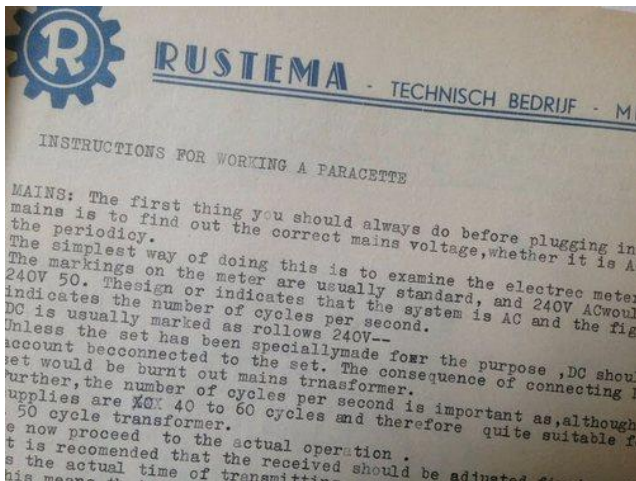 R
RUSTEMA - TECHNISCH BEDRIJF -
INSTRUCTIONS FOR WORKING A PARACETTE
MAINS: The first thing you should always do before plugging in
mains is to find out the correct mains voltage,whether it is A
the periodicy.
The simplest way of doing this is to examine the electrec meter
The markings on the meter are usually standard, and 240V ACwoul
240V 50. Thesign or indicates that the system is AC and the fig
indicates the number of cycles per second.
DC is usually marked as rollows 240V--
Unless the set has been speciallymade foer the purpose ,DC shou
account becconnected to the set. The consequence of connecting
set would be burnt out mains trnasformer.
Further,the number of cycles per second is important as,although
supplies are 40 to 60 cycles and therefore quite suitable f
50 cycle transformer.
e now proceed to the actual operation .
t is recomended that the received should be adjusted
s the actual time of transmitting
his means